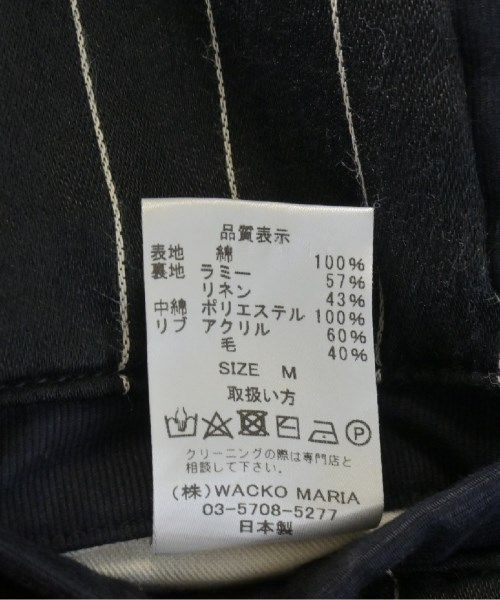 品質表示
表地 綿 100%
裏地 ラミー 57%
リネン 43%
中綿 ポリエステル 100%
リブ アクリル 60%
毛 40%
SIZE M
取扱い方
P
クリーニングの際は専門店と
相談して下さい。
(株)WACKO MARIA
03-5708-5277
日本製